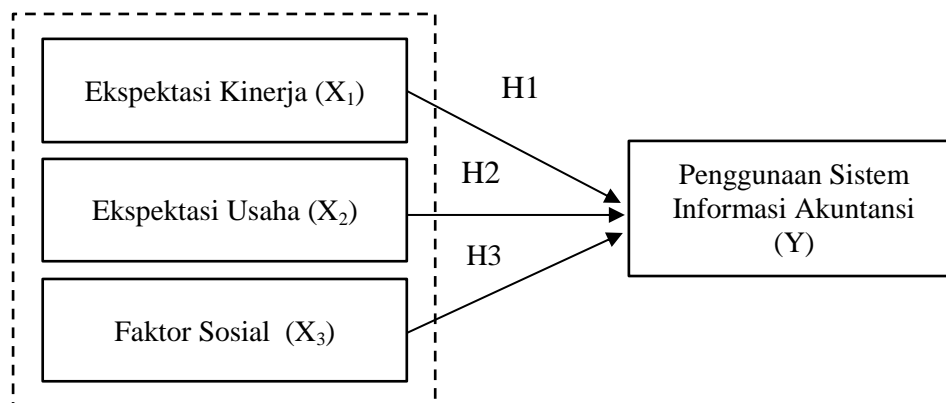 Ekspektasi Kinerja (X₁)
H1
Ekspektasi Usaha (X₂)
H2
Faktor Sosial (X₃)
H3
Penggunaan Sistem
Informasi Akuntansi
(Y)